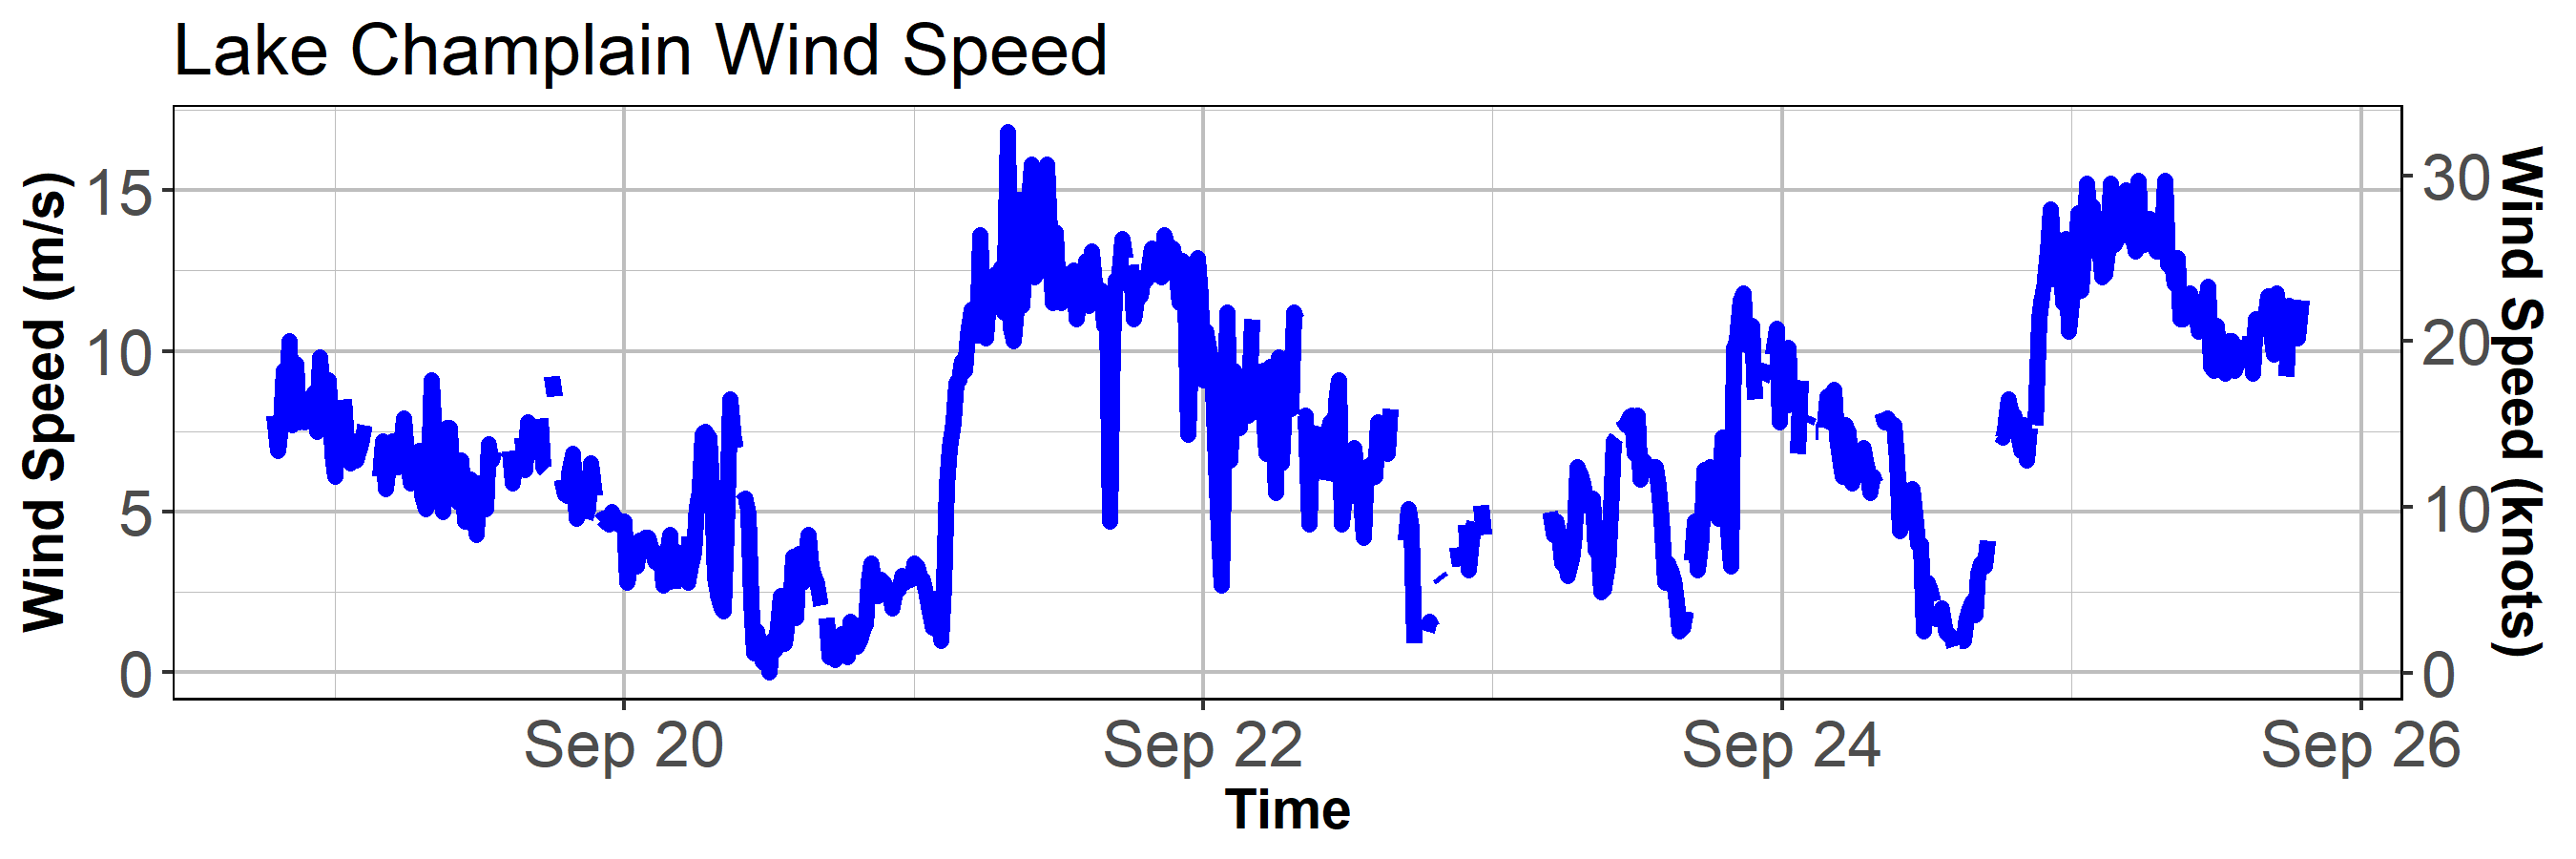 Lake Champlain Wind Speed
Wind Speed (m/s)
15
10
5
0
30
20
10
0
Wind Speed (knots)
Sep 20
Sep 22
Sep 24
Sep 26
Time